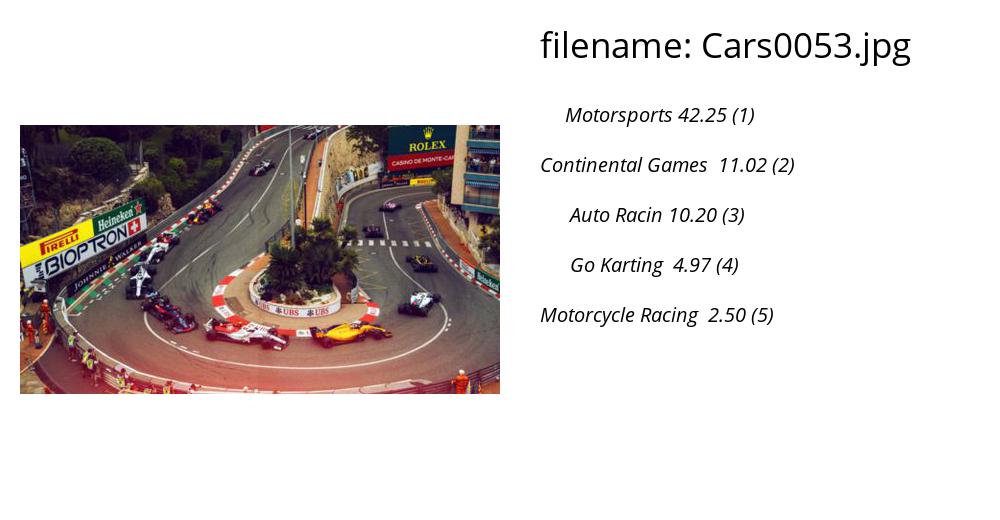 filename: Cars0053.jpg
Motorsports 42.25 (1)
Continental Games 11.02 (2)
Auto Racin 10.20 (3)
Go Karting 4.97 (4)
Motorcycle Racing 2.50 (5)
ROLEX
CASINO DE MONTE-CAR
Heineken
PIRELLI
BIOPTRON
JOHNNIE WALKER
Heineken
UBS UBS